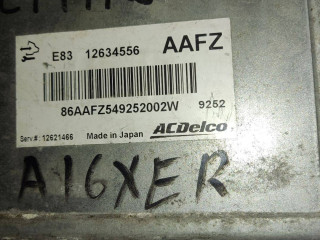 E83 12634556 AAFZ
86AAFZ549252002W 9252
Serv.#: 12621466 Made in Japan ACDelco
A16XER